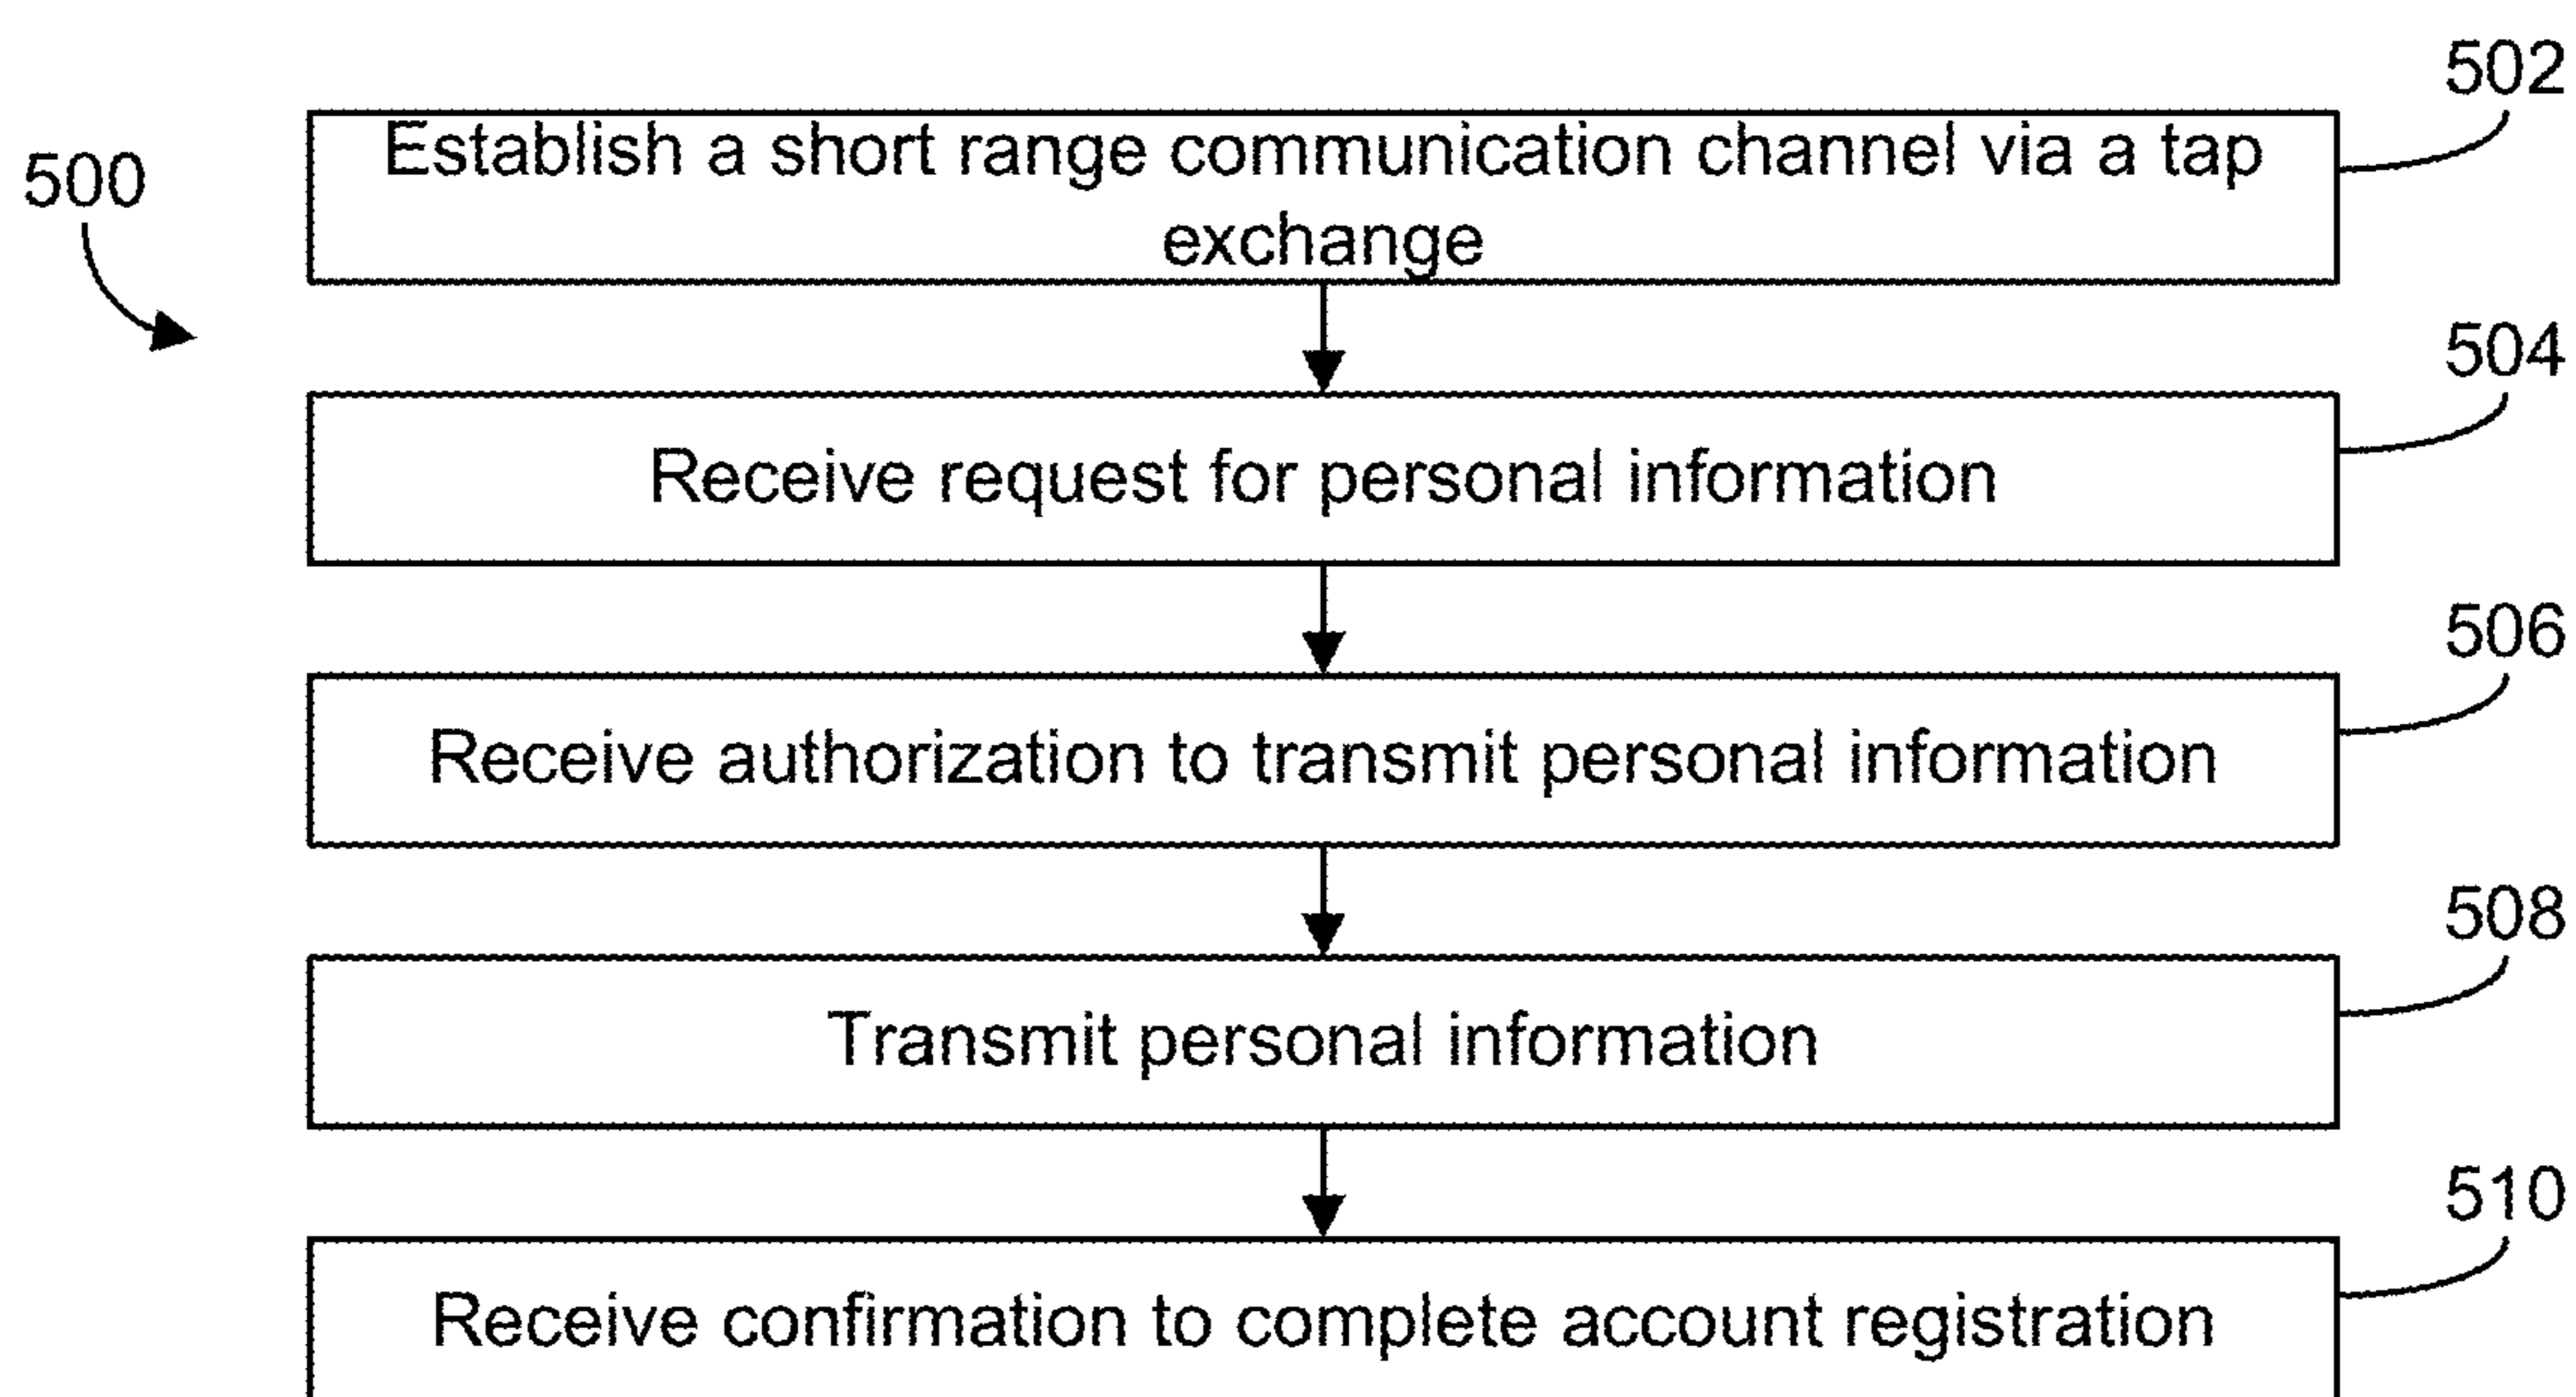 502
Establish a short range communication channel via a tap
exchange
500
504
Receive request for personal information
506
Receive authorization to transmit personal information
508
Transmit personal information
510
Receive confirmation to complete account registration